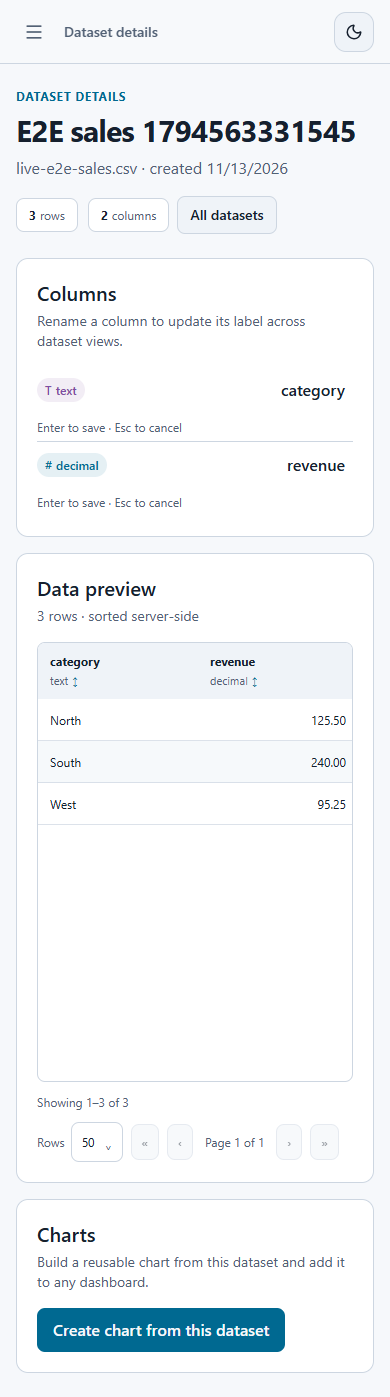 Dataset details
DATASET DETAILS
E2E sales 1794563331545
live-e2e-sales.csv · created 11/13/2026
3 rows
2 columns
All datasets
Columns
Rename a column to update its label across
dataset views.
T text
category
Enter to save · Esc to cancel
# decimal
revenue
Enter to save · Esc to cancel
Data preview
3 rows · sorted server-side
category
revenue
text ↕
decimal ↕
North
125.50
South
240.00
West
95.25
Showing 1–3 of 3
Rows
50
«
‹
Page 1 of 1
›
»
Charts
Build a reusable chart from this dataset and add it
to any dashboard.
Create chart from this dataset